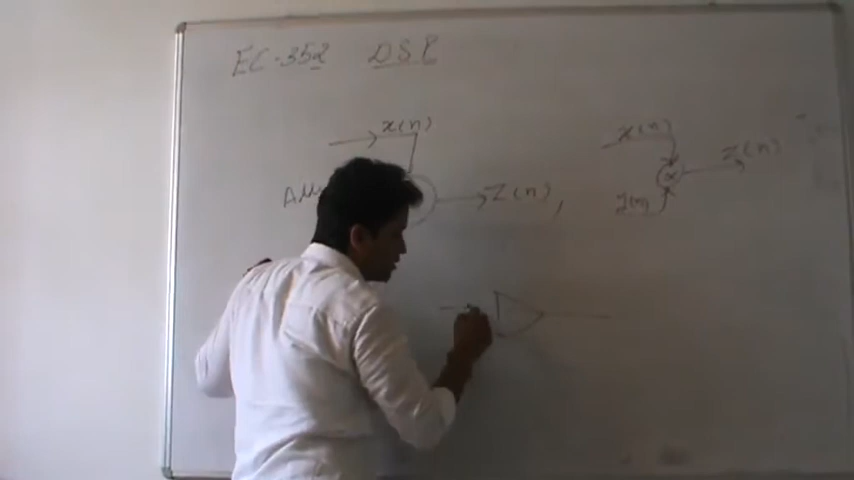 EC-352 DSP
x(n)
Z(n),
x(n)
Z(n)
y(n)